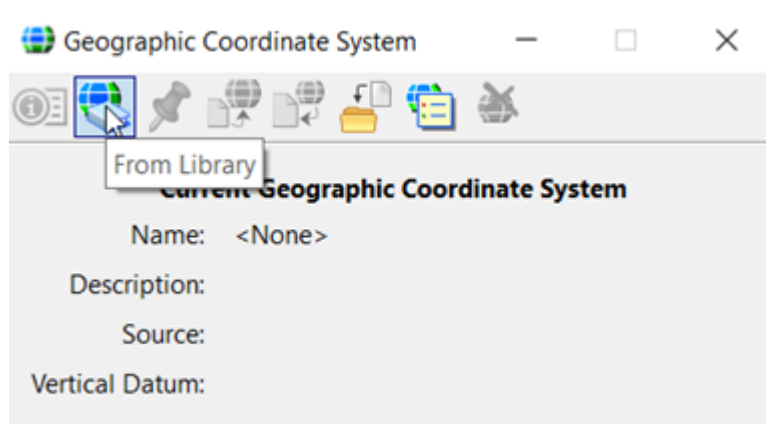 Geographic Coordinate System
From Library
Current Geographic Coordinate System
Name: <None>
Description:
Source:
Vertical Datum: